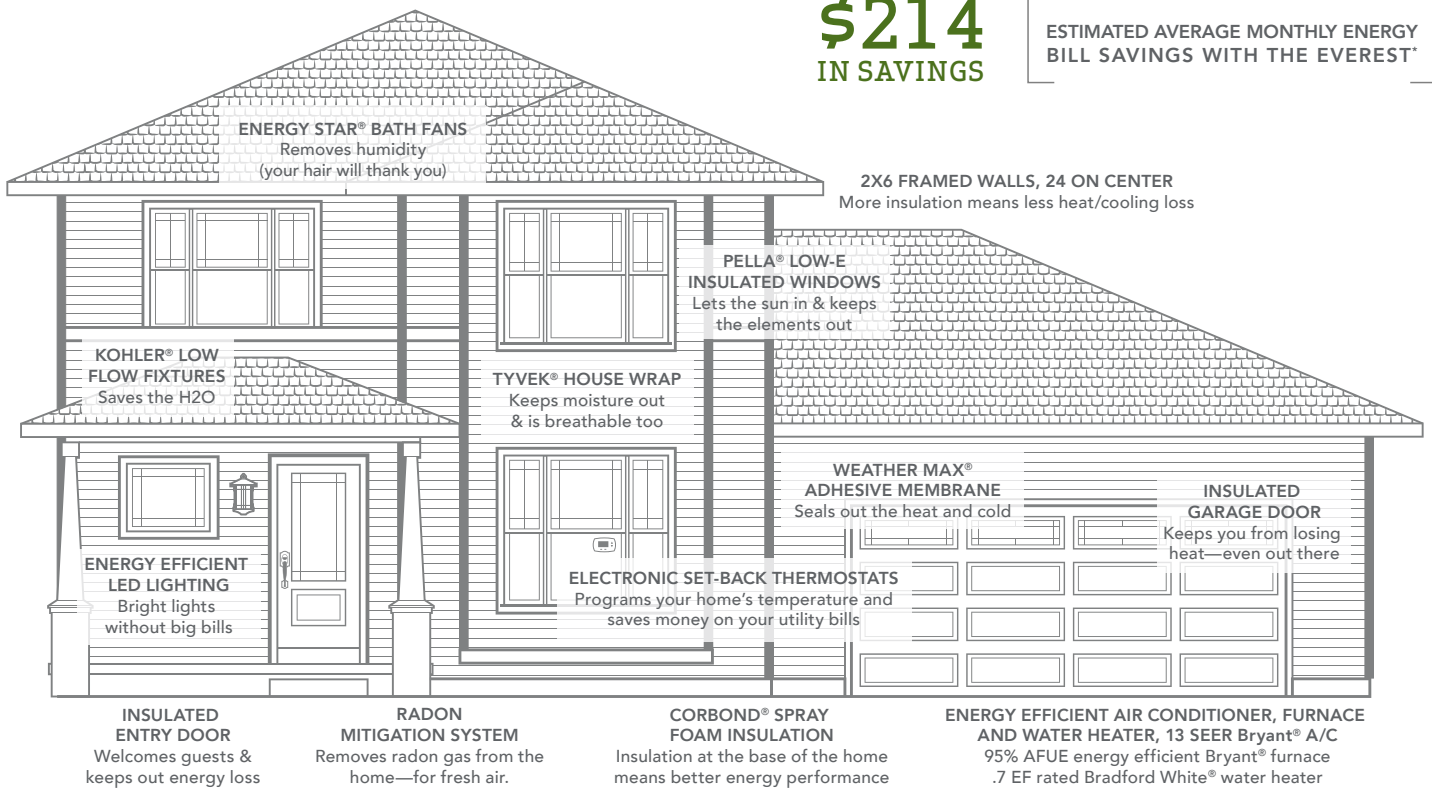 $214
IN SAVINGS
ESTIMATED AVERAGE MONTHLY ENERGY
BILL SAVINGS WITH THE EVEREST*
ENERGY STAR® BATH FANS
Removes humidity
(your hair will thank you)
2X6 FRAMED WALLS, 24 ON CENTER
More insulation means less heat/cooling loss
PELLA® LOW-E
INSULATED WINDOWS
Lets the sun in & keeps
the elements out
KOHLER® LOW
FLOW FIXTURES
Saves the H2O
TYVEK® HOUSE WRAP
Keeps moisture out
& is breathable too
WEATHER MAX®
ADHESIVE MEMBRANE
Seals out the heat and cold
INSULATED
GARAGE DOOR
Keeps you from losing
heat—even out there
ENERGY EFFICIENT
LED LIGHTING
Bright lights
without big bills
ELECTRONIC SET-BACK THERMOSTATS
Programs your home's temperature and
saves money on your utility bills
INSULATED
ENTRY DOOR
Welcomes guests &
keeps out energy loss
RADON
MITIGATION SYSTEM
Removes radon gas from the
home—for fresh air.
CORBOND® SPRAY
FOAM INSULATION
Insulation at the base of the home
means better energy performance
ENERGY EFFICIENT AIR CONDITIONER, FURNACE
AND WATER HEATER, 13 SEER Bryant® A/C
95% AFUE energy efficient Bryant® furnace
.7 EF rated Bradford White® water heater